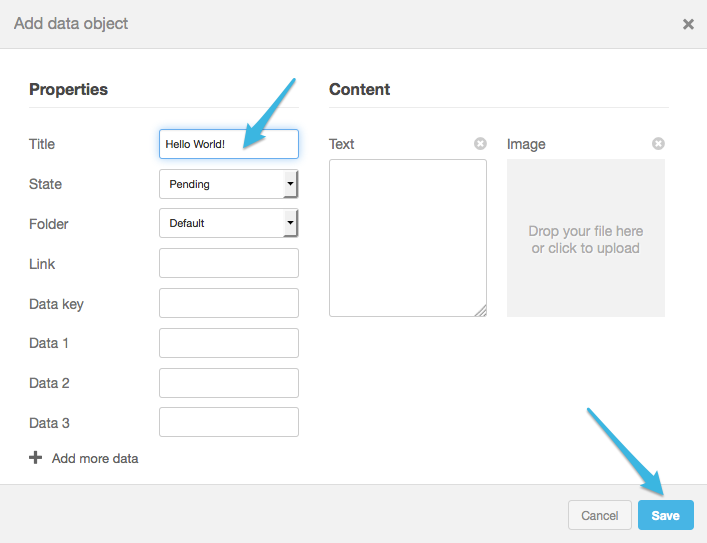 Add data object
Properties
Title
Hello World!
State
Pending
Folder
Default
Link
Data key
Data 1
Data 2
Data 3
Add more data
Content
Text
Image
Drop your file here
or click to upload
Cancel
Save